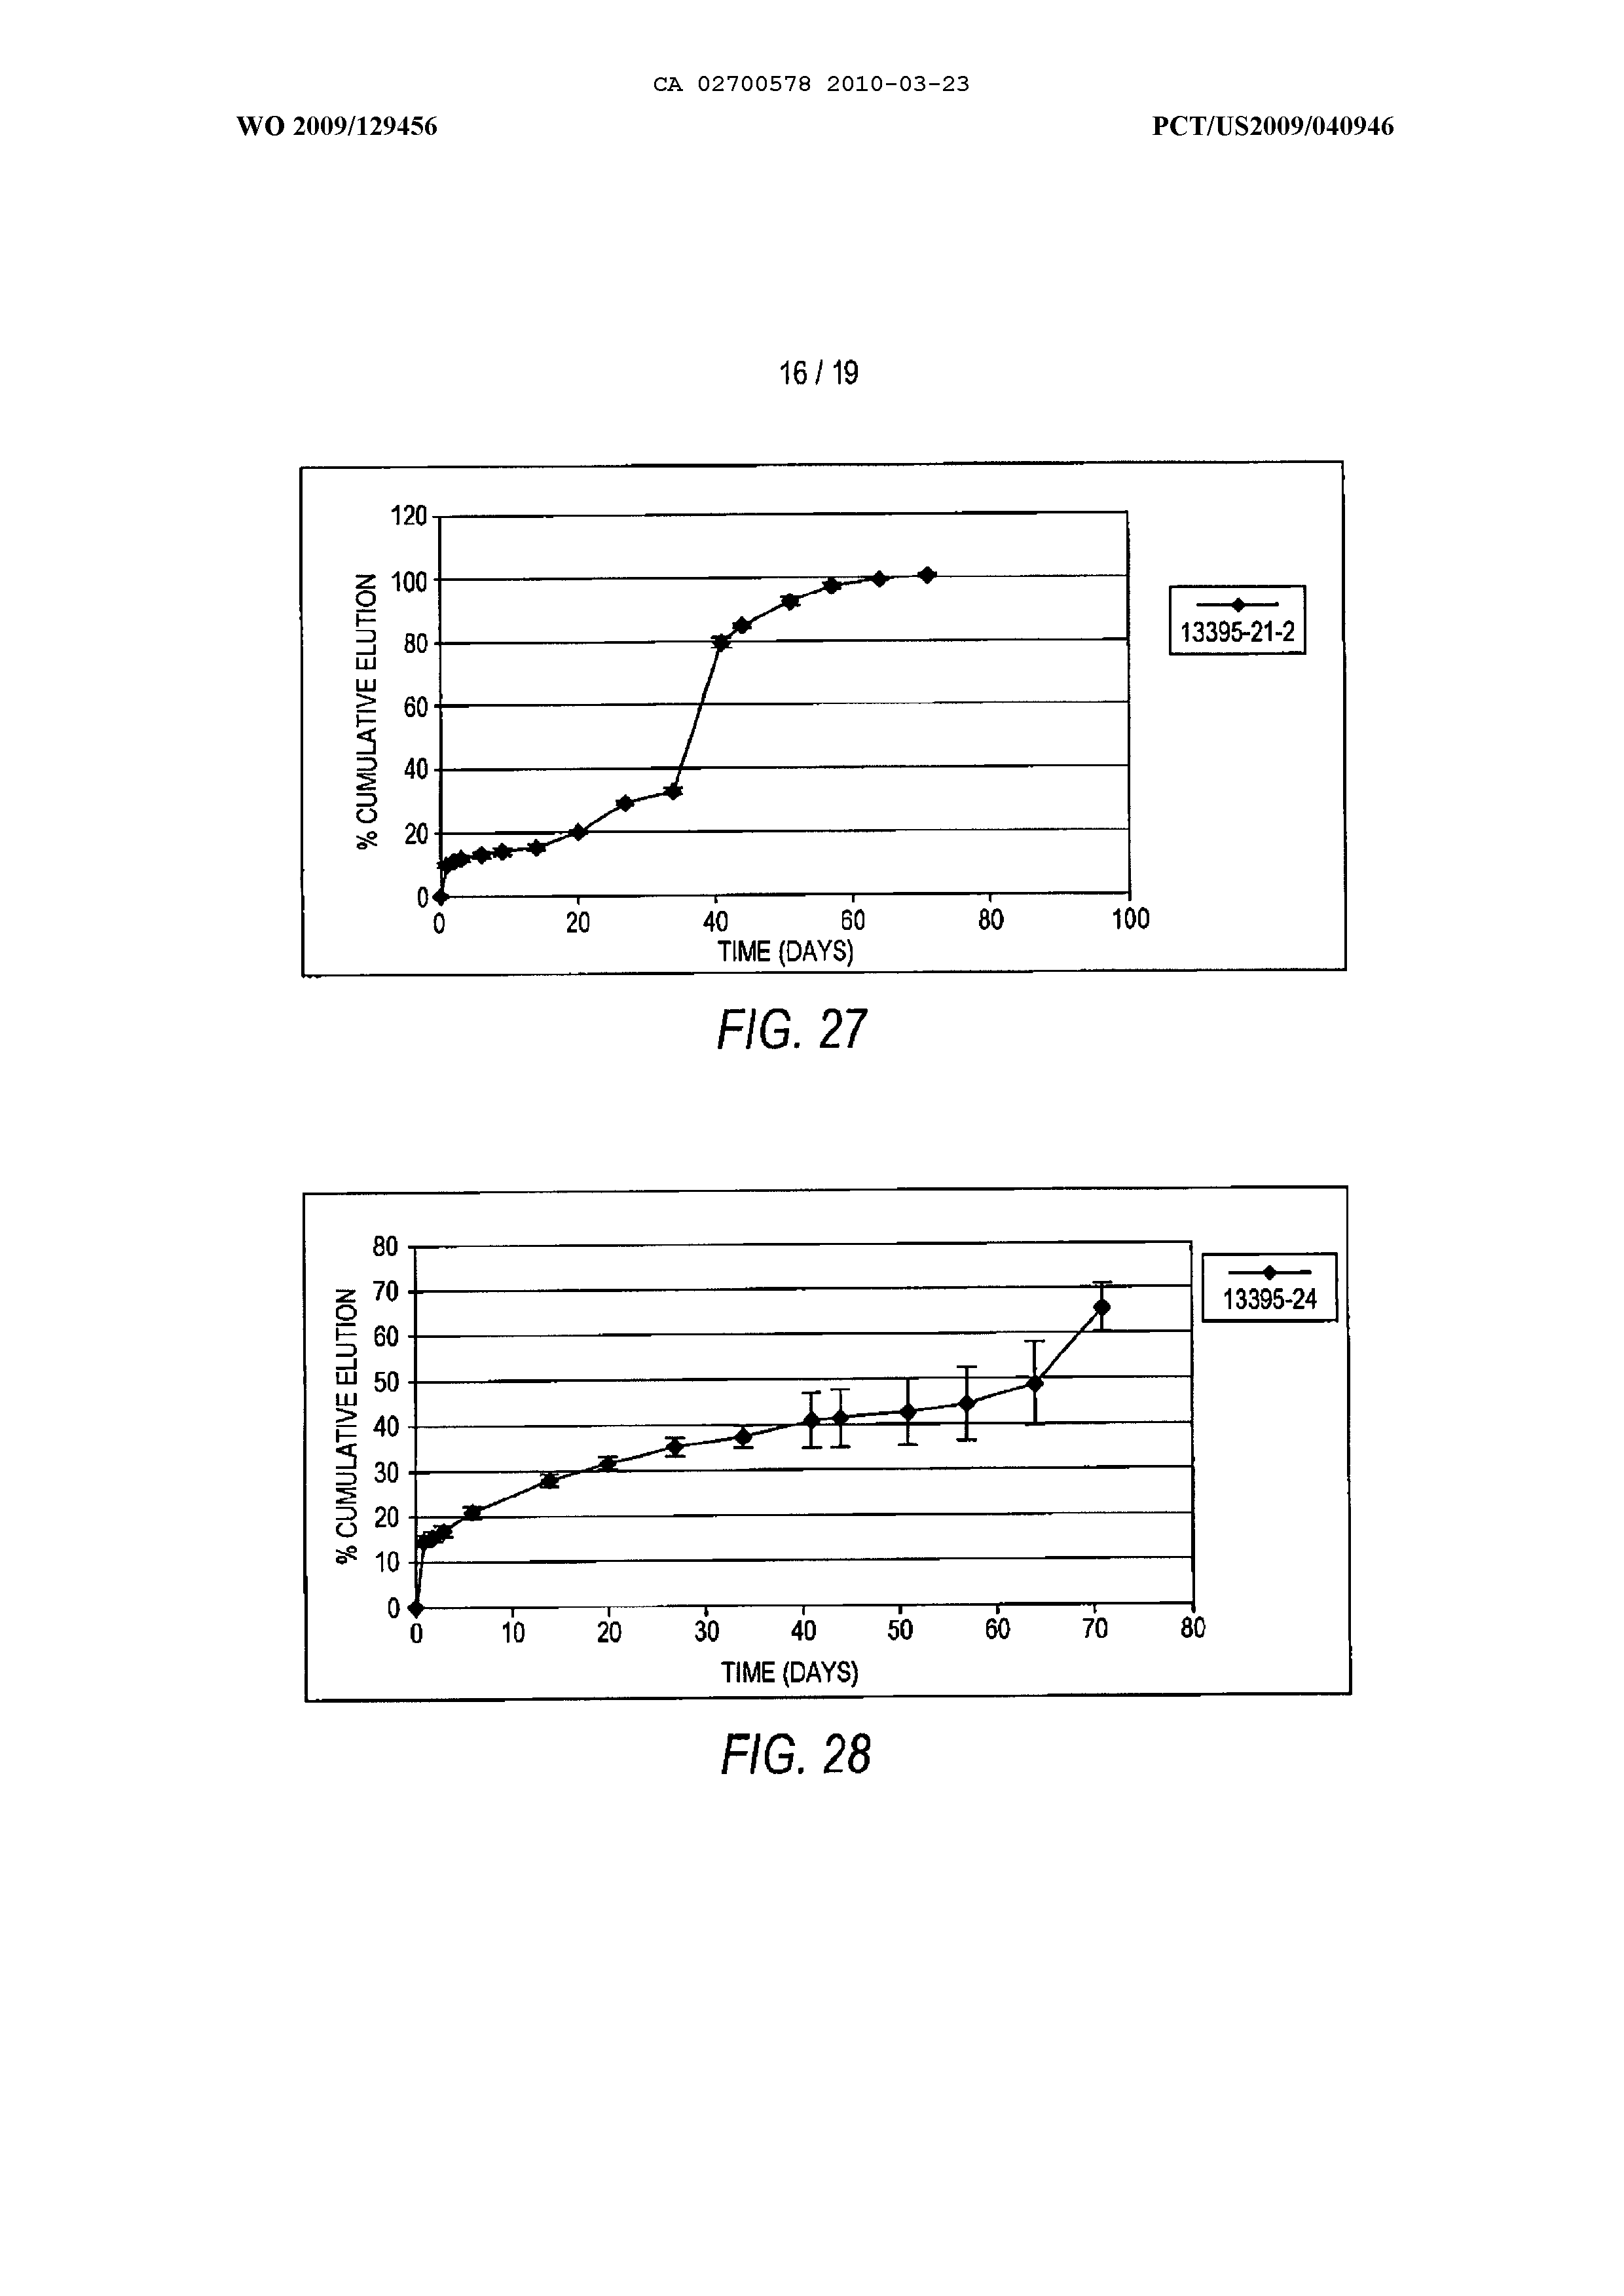 CA 02700578 2010-03-23
WO 2009/129456
PCT/US2009/040946
16 / 19
% CUMULATIVE ELUTION
120
100
80
60
40
20
0
0 20 40 60 80 100
TIME (DAYS)
13395-21-2
FIG. 27
% CUMULATIVE ELUTION
80
70
60
50
40
30
20
10
0
0 10 20 30 40 50 60 70 80
TIME (DAYS)
13395-24
FIG. 28